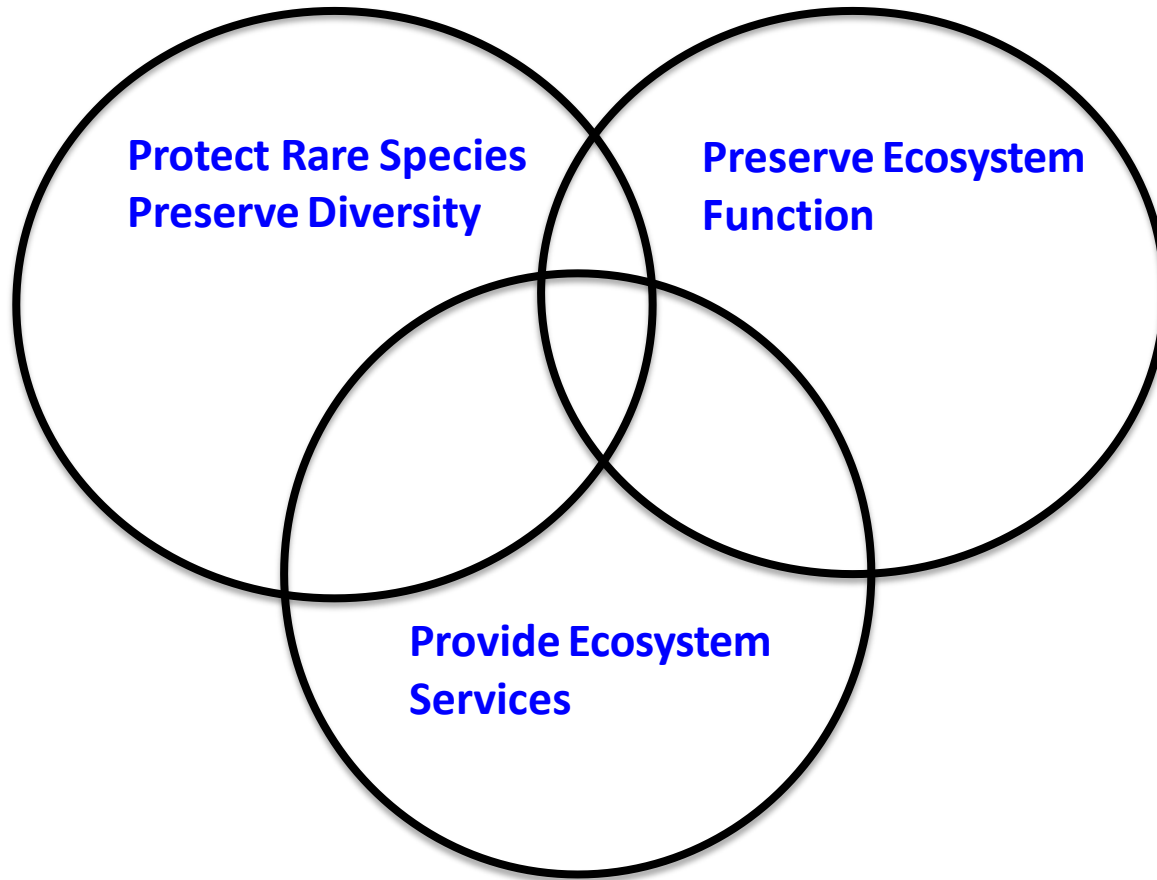 Protect Rare Species
Preserve Diversity
Preserve Ecosystem
Function
Provide Ecosystem
Services